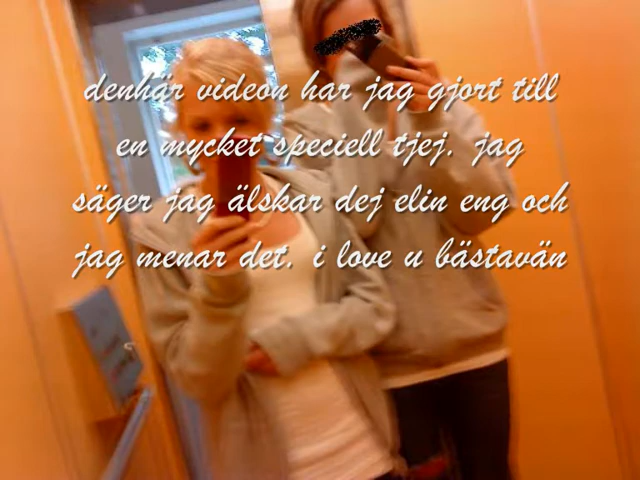 denhär videon har jag gjort till
en mycket speciell tjej. jag
säger jag älskar dej elin eng och
jag menar det. i love u bästavän